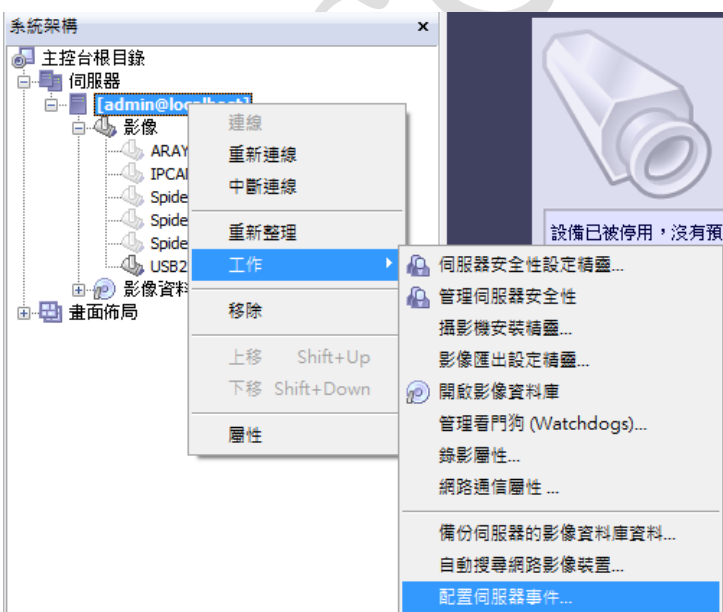 系統架構 x
主控台根目錄
伺服器
[admin@localhost]
影像
ARAY
IPCA
Spide
Spide
Spide
USB2
影像資料
畫面佈局
連線
重新連線
中斷連線
重新整理
工作
移除
上移 Shift+Up
下移 Shift+Down
屬性
設備已被停用，沒有預
伺服器安全性設定精靈...
管理伺服器安全性
攝影機安裝精靈...
影像匯出設定精靈...
開啟影像資料庫
管理看門狗 (Watchdogs)...
錄影屬性...
網路通信屬性 ...
備份伺服器的影像資料庫資料...
自動搜尋網路影像裝置...
配置伺服器事件...